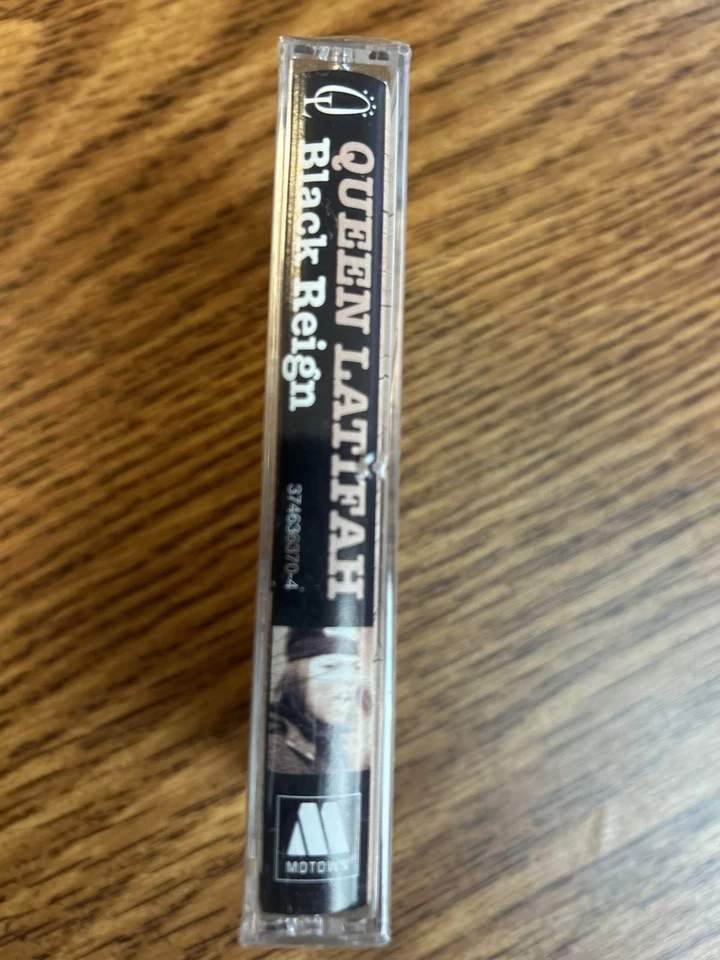 QUEEN LATIFAH
Black Reign
374636370-4
MOTOWN